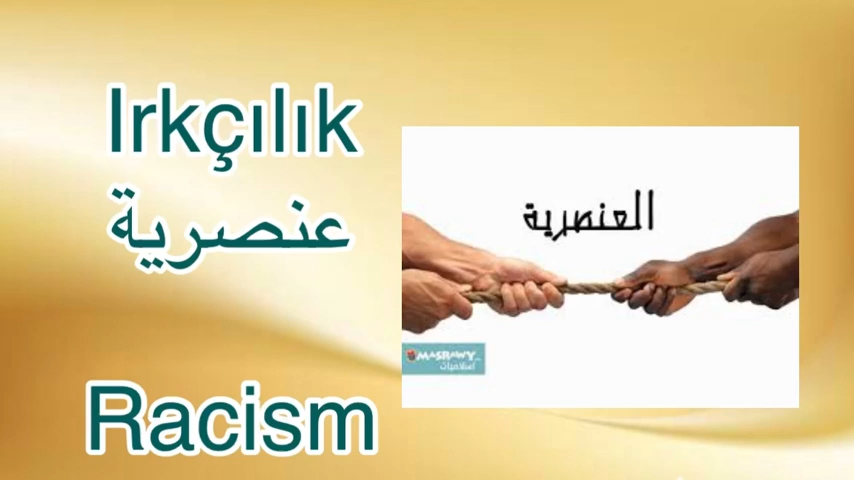 Irkçılık
عنصرية
Racism
العنصرية
MASRAWY
اسلاميات